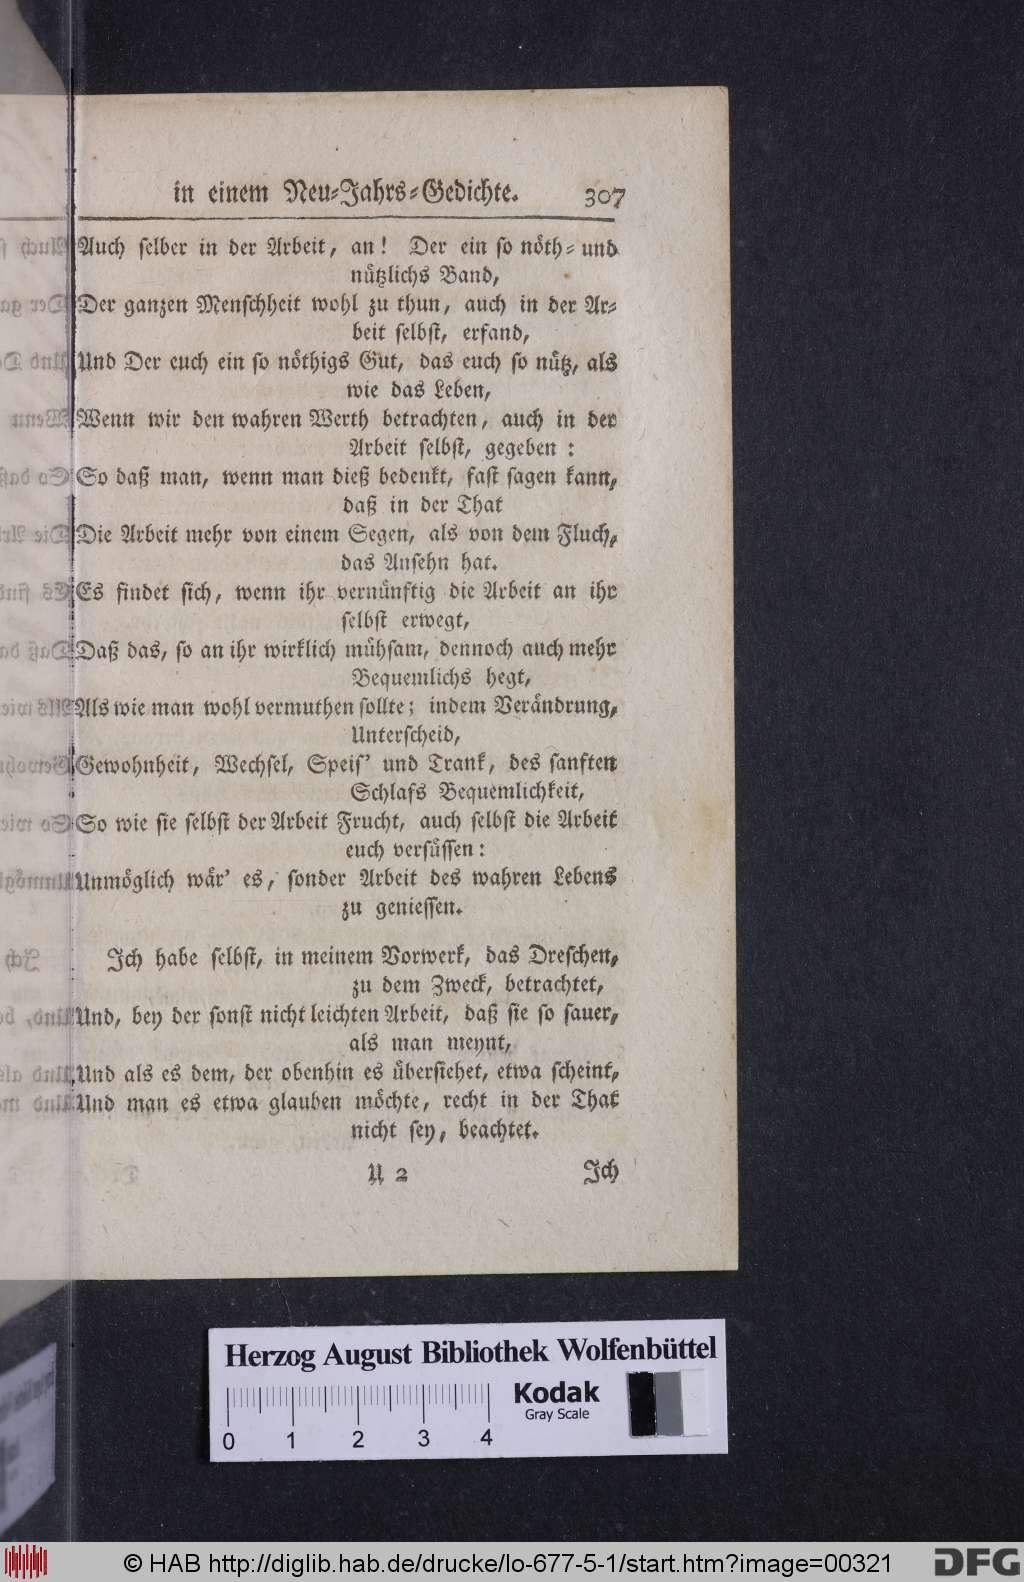 in einem Neu-Jahrs-Gedichte. 307
Auch selber in der Arbeit, an! Der ein so nöth- und
nützlichs Band,
Der ganzen Menschheit wohl zu thun, auch in der Ar-
beit selbst, erfand,
Und Der euch ein so nöthigs Gut, das euch so nütz, als
wie das Leben,
Wenn wir den wahren Werth betrachten, auch in der
Arbeit selbst, gegeben:
So daß man, wenn man dieß bedenkt, fast sagen kann,
daß in der That
Die Arbeit mehr von einem Segen, als von dem Fluch,
das Ansehn hat.
Es findet sich, wenn ihr vernünftig die Arbeit an ihr
selbst erwegt,
Daß das, so an ihr wirklich mühsam, dennoch auch mehr
Bequemlichs hegt,
Als wie man wohl vermuthen sollte; indem Verändrung,
Unterscheid,
Gewohnheit, Wechsel, Speis' und Trank, des sanften
Schlafs Bequemlichkeit,
So wie sie selbst der Arbeit Frucht, auch selbst die Arbeit
euch versüssen:
Unmöglich wär' es, sonder Arbeit des wahren Lebens
zu geniessen.
Ich habe selbst, in meinem Vorwerk, das Dreschen,
zu dem Zweck, betrachtet,
Und, bey der sonst nicht leichten Arbeit, daß sie so sauer,
als man meynt,
Und als es dem, der obenhin es übersiehet, etwa scheint,
Und man es etwa glauben möchte, recht in der That
nicht sey, beachtet.
U 2 Ich
Herzog August Bibliothek Wolfenbüttel
Kodak
Gray Scale
0 1 2 3 4
© HAB http://diglib.hab.de/drucke/lo-677-5-1/start.htm?image=00321
DFG